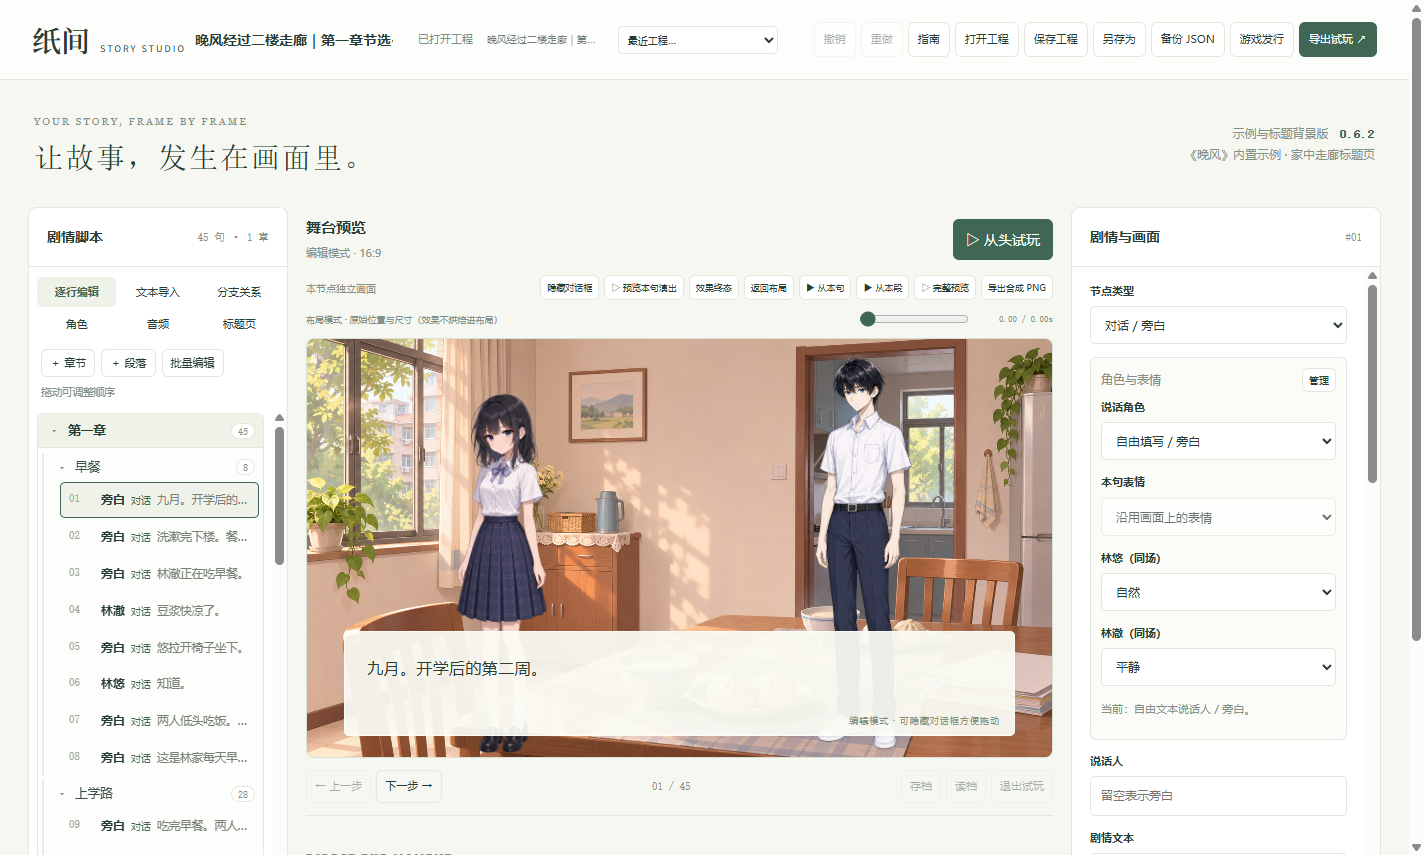 纸间 STORY STUDIO 晚风经过二楼走廊｜第一章节选· 已打开工程 晚风经过二楼走廊｜第... 最近工程... 撤销 重做 指南 打开工程 保存工程 另存为 备份 JSON 游戏发行 导出试玩 ↗
YOUR STORY, FRAME BY FRAME
让故事，发生在画面里。
示例与标题背景版 0.6.2
《晚风》内置示例 · 家中走廊标题页
剧情脚本 45 句 · 1 章
逐行编辑 文本导入 分支关系
角色 音频 标题页
+ 章节 + 段落 批量编辑
拖动可调整顺序
第一章 45
早餐 8
01 旁白 对话 九月。开学后的...
02 旁白 对话 洗漱完下楼。餐...
03 旁白 对话 林澈正在吃早餐。
04 林澈 对话 豆浆快凉了。
05 旁白 对话 悠拉开椅子坐下。
06 林悠 对话 知道。
07 旁白 对话 两人低头吃饭。...
08 旁白 对话 这是林家每天早...
上学路 28
09 旁白 对话 吃完早餐。两人...
舞台预览
编辑模式 · 16:9
▷ 从头试玩
本节点独立画面 隐藏对话框 ▷ 预览本句演出 效果终态 返回布局 ▶ 从本句 ▶ 从本段 ▷ 完整预览 导出合成 PNG
布局模式 · 原始位置与尺寸（效果不烘焙进布局） 0.00 / 0.00s
九月。开学后的第二周。
编辑模式 · 可隐藏对话框方便拖动
← 上一步 下一步 → 01 / 45 存档 读档 退出试玩
剧情与画面 #01
节点类型
对话 / 旁白
角色与表情 管理
说话角色
自由填写 / 旁白
本句表情
沿用画面上的表情
林悠（同场）
自然
林澈（同场）
平静
当前：自由文本说话人 / 旁白。
说话人
留空表示旁白
剧情文本